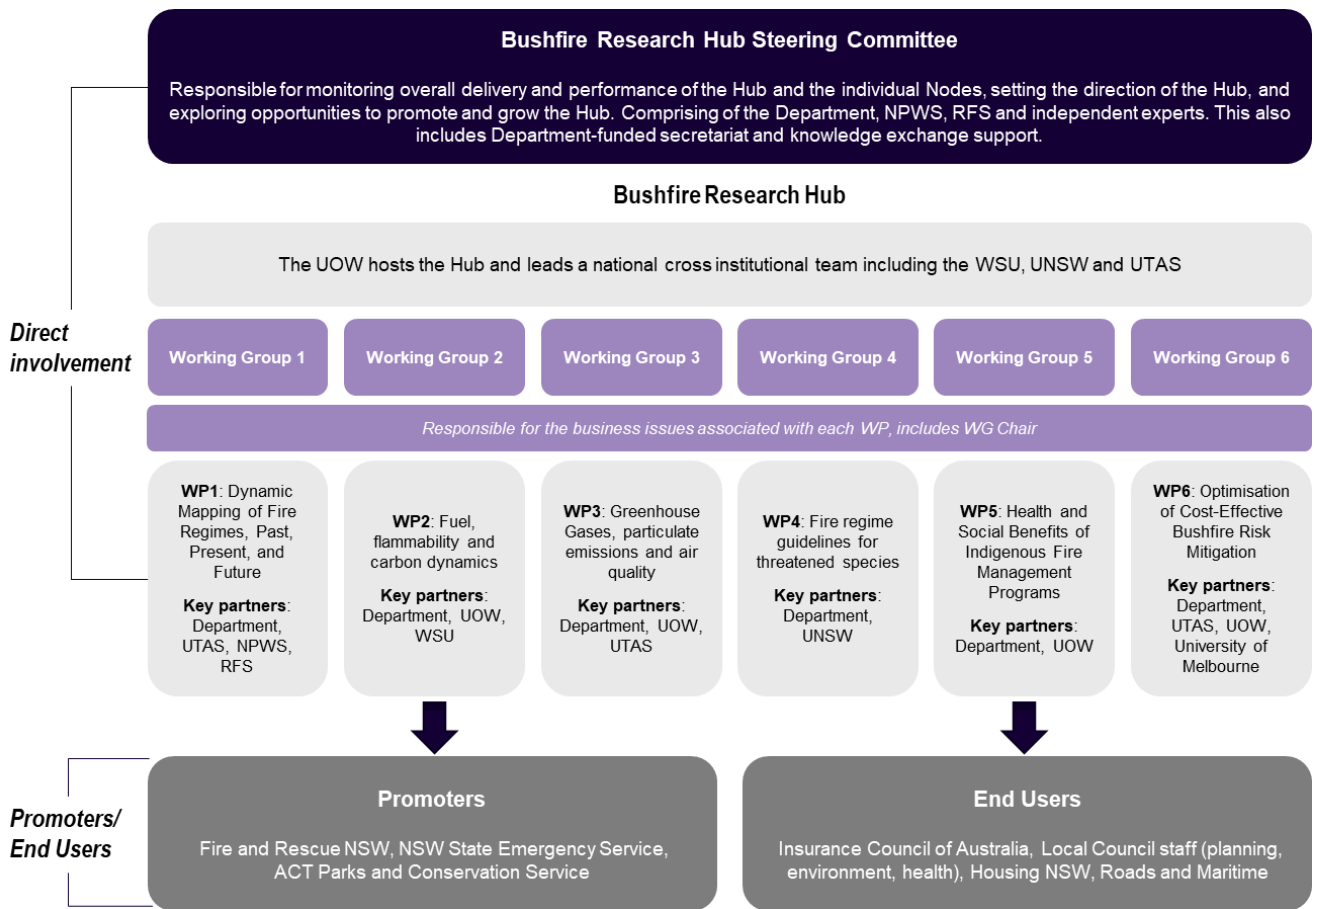 Bushfire Research Hub Steering Committee
Responsible for monitoring overall delivery and performance of the Hub and the individual Nodes, setting the direction of the Hub, and
exploring opportunities to promote and grow the Hub. Comprising of the Department, NPWS, RFS and independent experts. This also
includes Department-funded secretariat and knowledge exchange support.
Bushfire Research Hub
The UOW hosts the Hub and leads a national cross institutional team including the WSU, UNSW and UTAS
Direct
involvement
Working Group 1
Working Group 2
Working Group 3
Working Group 4
Working Group 5
Working Group 6
Responsible for the business issues associated with each WP, includes WG Chair
WP1: Dynamic
Mapping of Fire
Regimes, Past,
Present, and
Future
Key partners:
Department,
UTAS, NPWS,
RFS
WP2: Fuel,
flammability and
carbon dynamics
Key partners:
Department, UOW,
WSU
WP3: Greenhouse
Gases, particulate
emissions and air
quality
Key partners:
Department, UOW,
UTAS
WP4: Fire regime
guidelines for
threatened species
Key partners:
Department,
UNSW
WP5: Health and
Social Benefits of
Indigenous Fire
Management
Programs
Key partners:
Department, UOW
WP6: Optimisation
of Cost-Effective
Bushfire Risk
Mitigation
Key partners:
Department,
UTAS, UOW,
University of
Melbourne
Promoters/
End Users
Promoters
Fire and Rescue NSW, NSW State Emergency Service,
ACT Parks and Conservation Service
End Users
Insurance Council of Australia, Local Council staff (planning,
environment, health), Housing NSW, Roads and Maritime